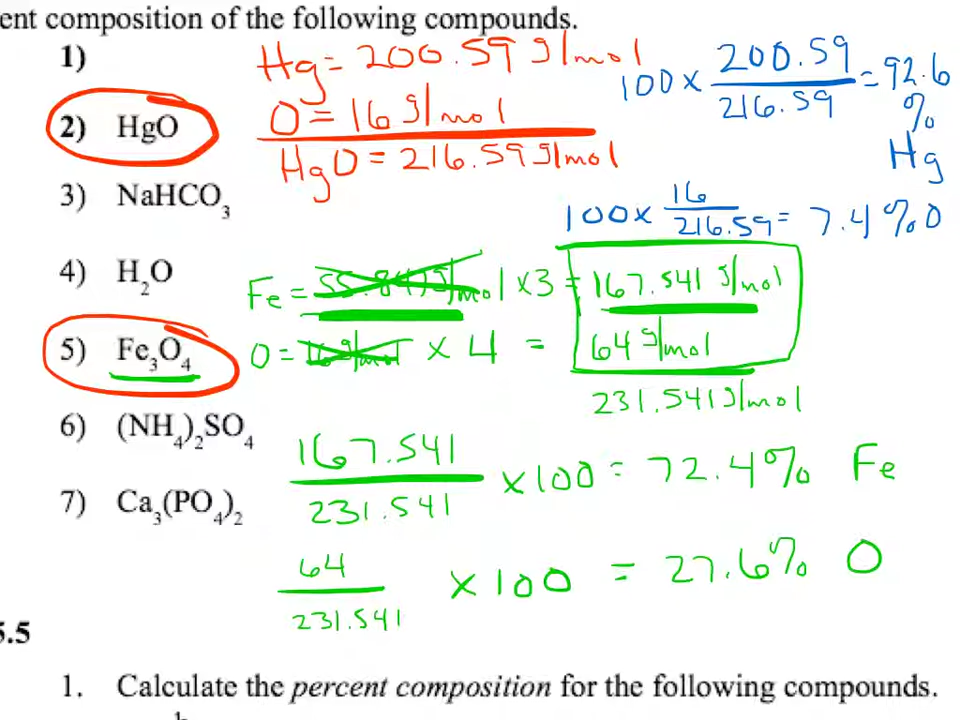 ent composition of the following compounds.
1)
Hg = 200.59 g/mol
O = 16 g/mol
HgO = 216.59 g/mol
100 x 200.59 / 216.59 = 92.6 % Hg
2) HgO
100 x 16 / 216.59 = 7.4 % O
3) NaHCO₃
4) H₂O
Fe = 55.847 g/mol x 3 = 167.541 g/mol
5) Fe₃O₄
O = 16 g/mol x 4 = 64 g/mol
231.541 g/mol
6) (NH₄)₂SO₄
167.541 / 231.541 x 100 = 72.4% Fe
7) Ca₃(PO₄)₂
64 / 231.541 x 100 = 27.6% O
5.5
1. Calculate the percent composition for the following compounds.